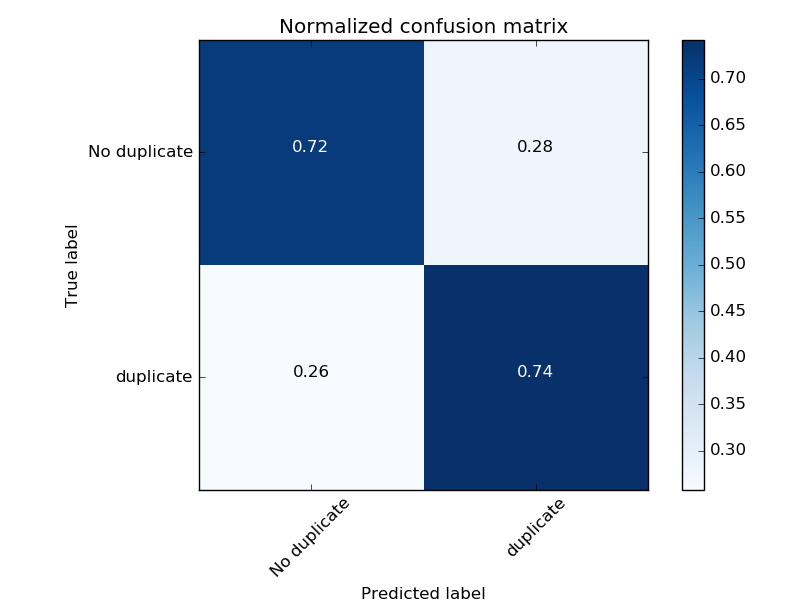 Normalized confusion matrix
True label
No duplicate
duplicate
0.72
0.28
0.26
0.74
No duplicate
duplicate
Predicted label
0.70
0.65
0.60
0.55
0.50
0.45
0.40
0.35
0.30